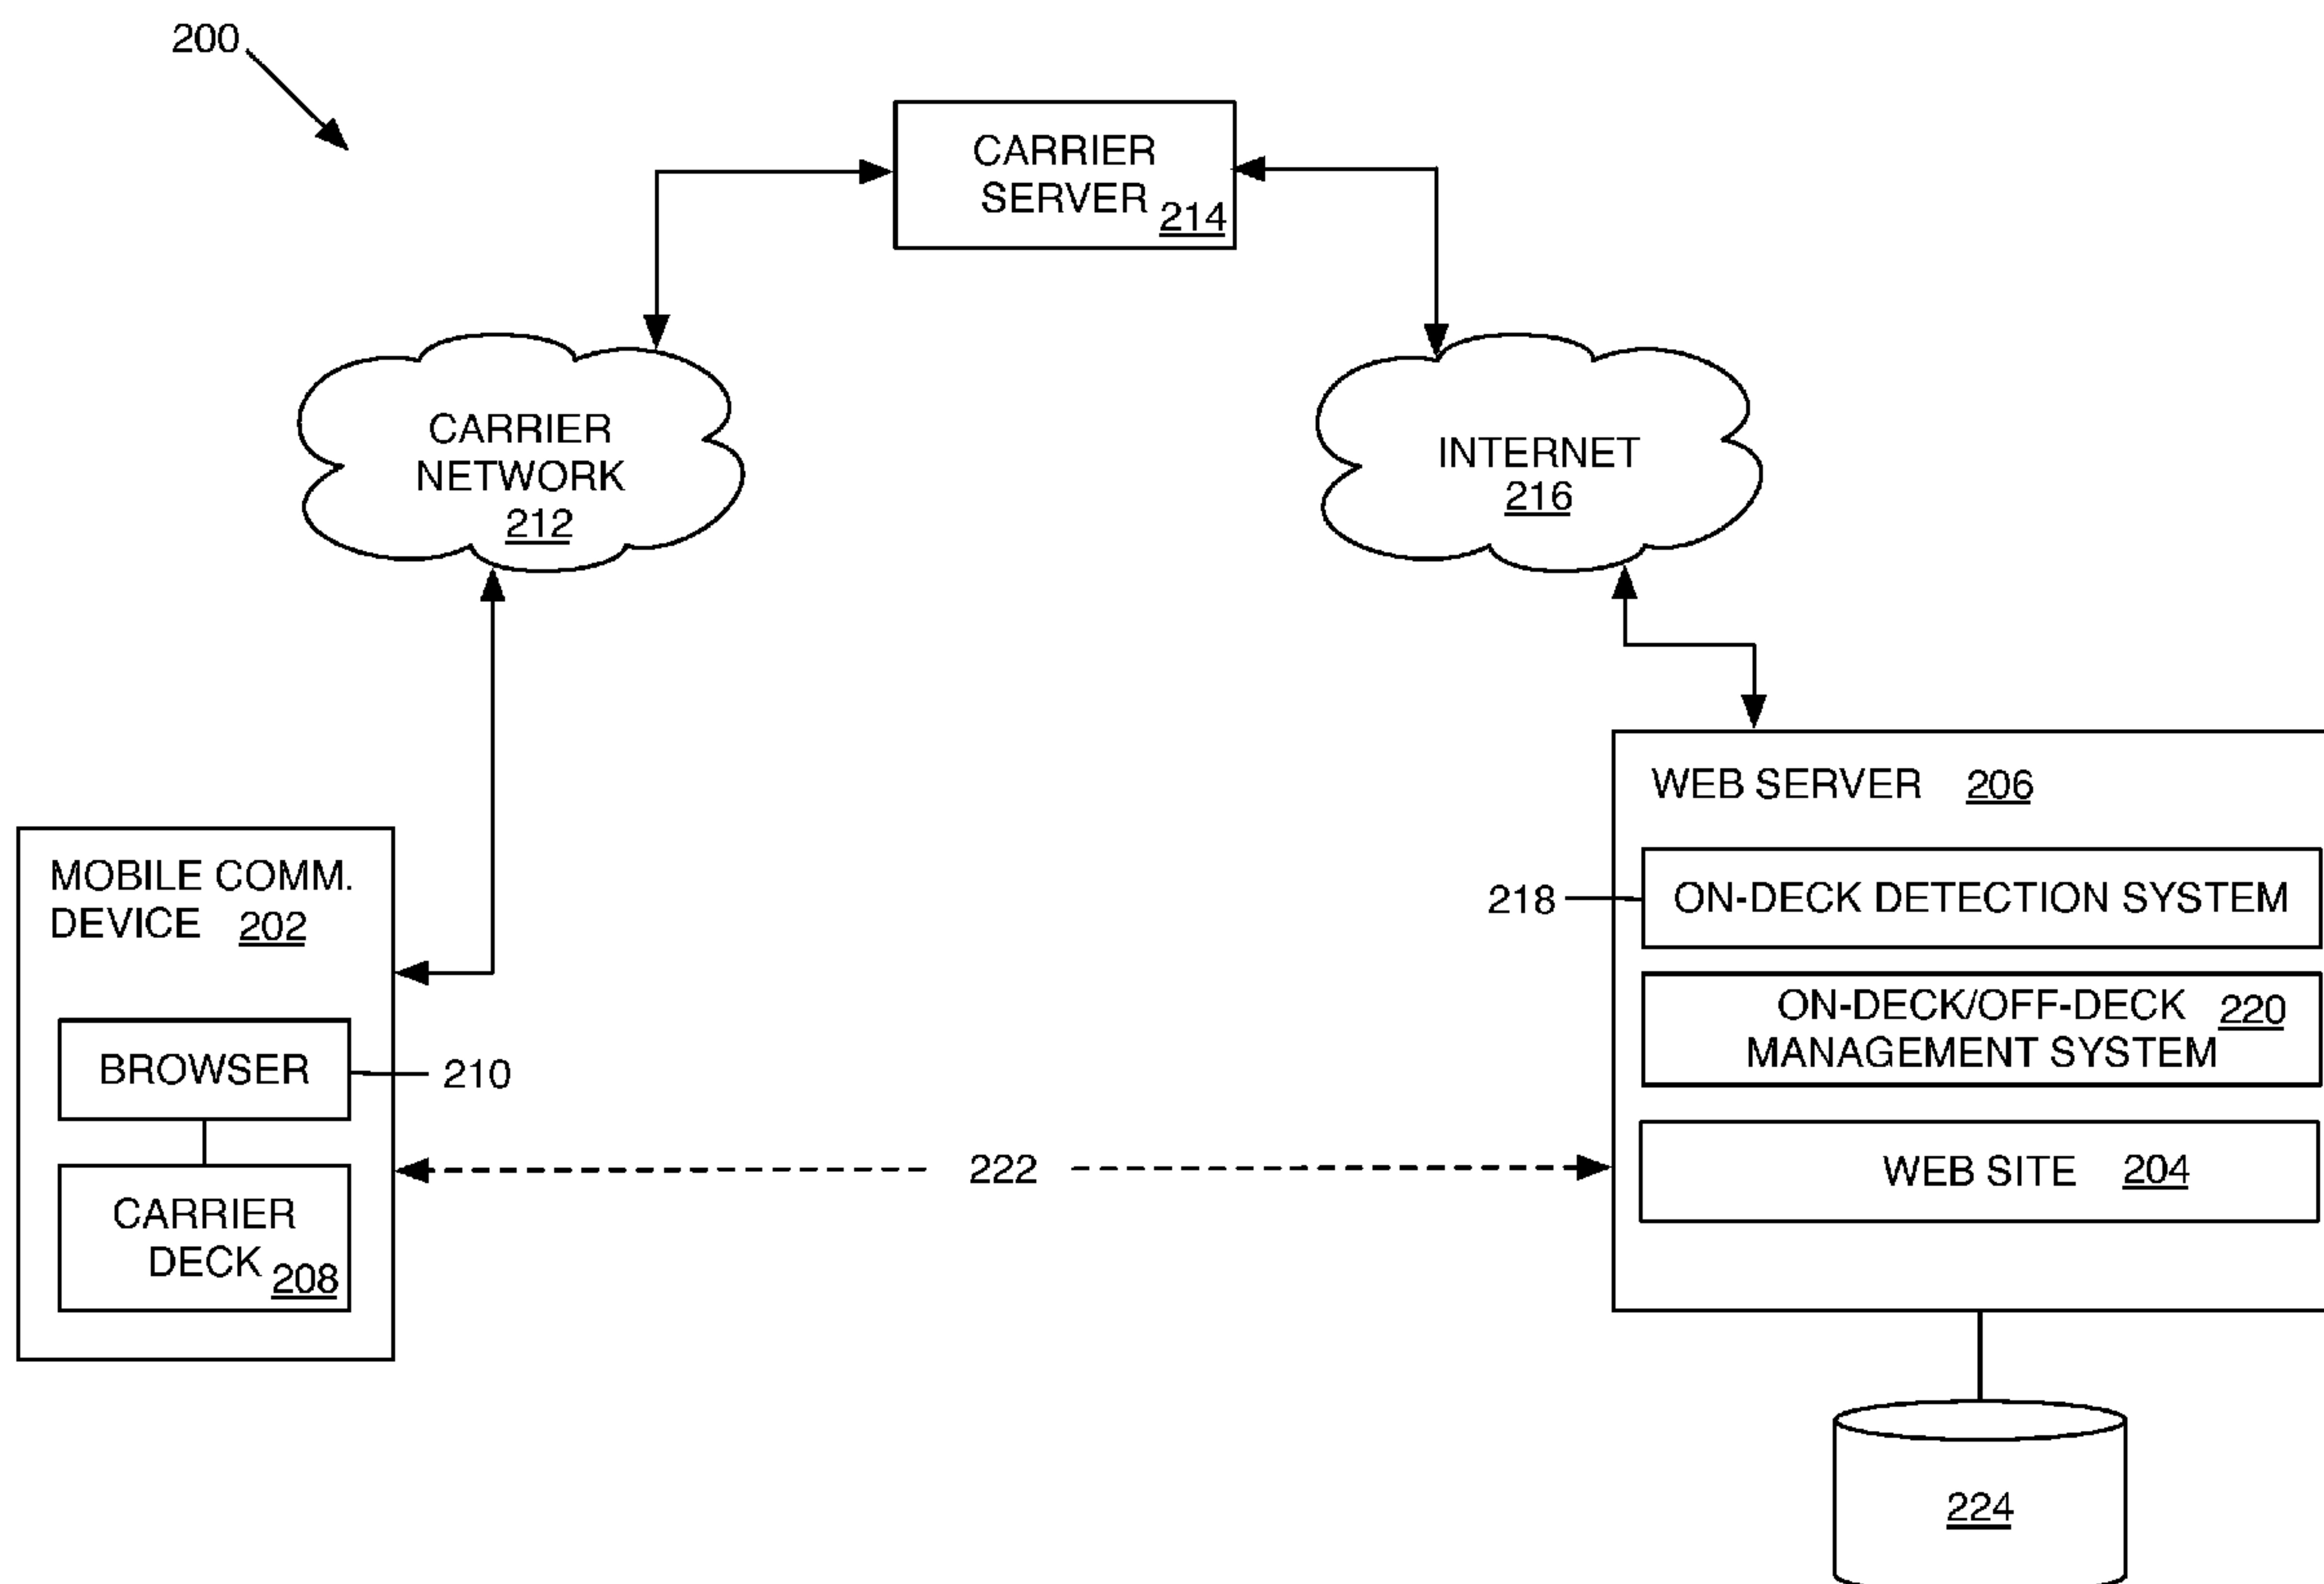 200
CARRIER
SERVER 214
CARRIER
NETWORK
212
INTERNET
216
WEB SERVER 206
MOBILE COMM.
DEVICE 202
218
ON-DECK DETECTION SYSTEM
ON-DECK/OFF-DECK 220
MANAGEMENT SYSTEM
BROWSER
210
222
WEB SITE 204
CARRIER
DECK 208
224